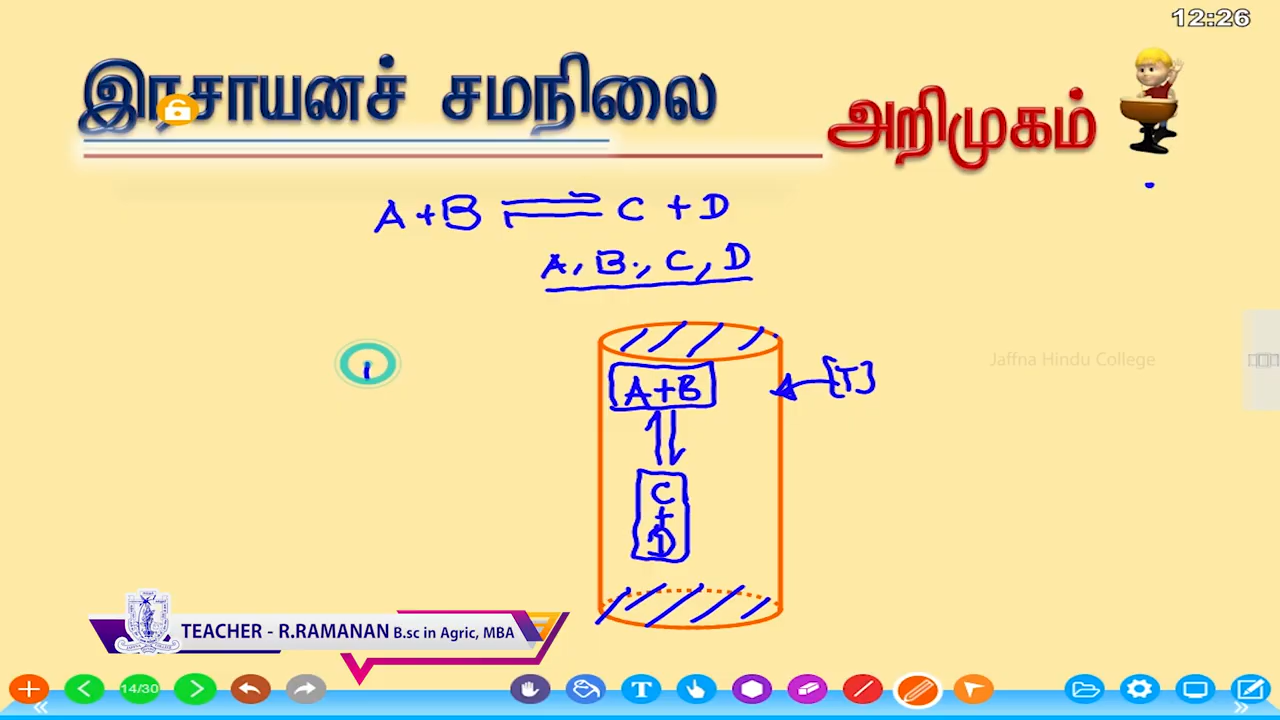 12:26
இரசாயனச் சமநிலை
அறிமுகம்
A+B ⇌ C+D
A, B, C, D
Jaffna Hindu College
A+B
[T]
C
+
D
TEACHER - R.RAMANAN B.sc in Agric, MBA
14/30
T